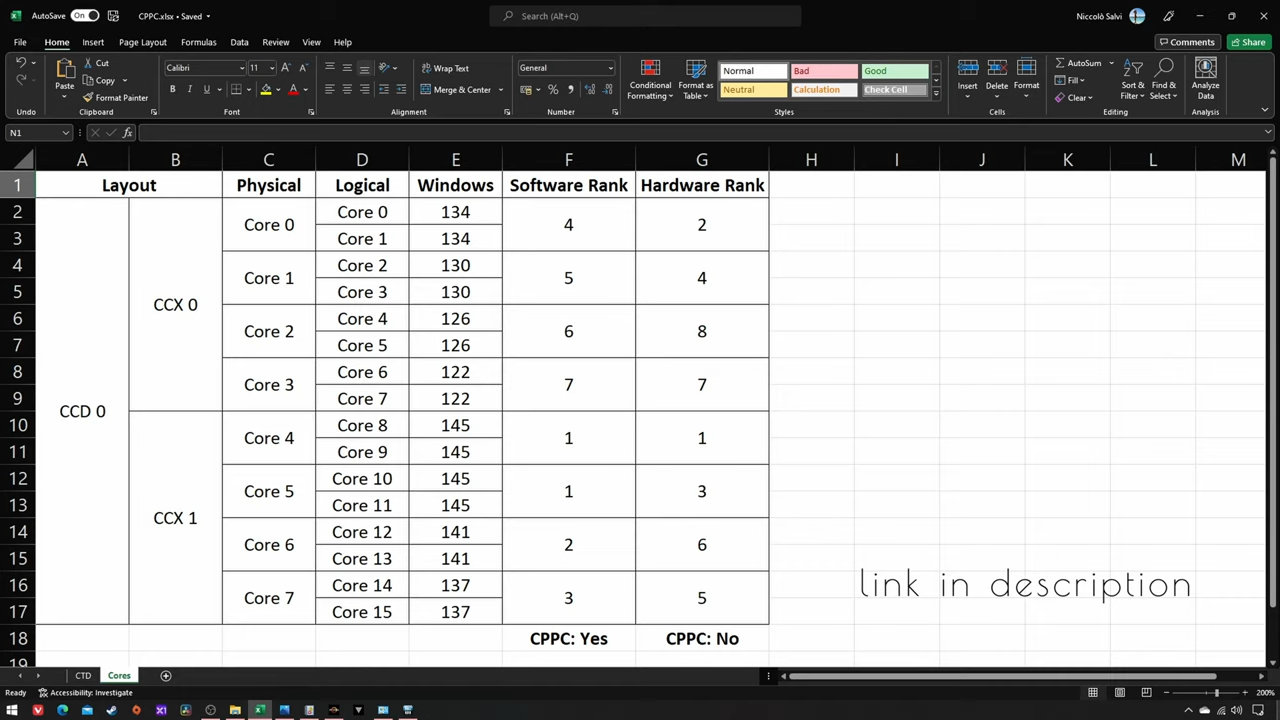 AutoSave On CPPC.xlsx • Saved Search (Alt+Q) Niccolò Salvi
File Home Insert Page Layout Formulas Data Review View Help Comments Share
Cut Calibri 11 Wrap Text General Normal Bad Good AutoSum
Copy Fill
Paste Format Painter Merge & Center Conditional Formatting Format as Table Neutral Calculation Check Cell Insert Delete Format Clear Sort & Filter Find & Select Analyze Data
Undo Clipboard Font Alignment Number Styles Cells Editing Analysis
N1 fx
A B C D E F G H I J K L M
1 Layout Physical Logical Windows Software Rank Hardware Rank
2 Core 0 134
Core 0 4 2
3 Core 1 134
4 Core 2 130
Core 1 5 4
5 Core 3 130
CCX 0
6 Core 4 126
Core 2 6 8
7 Core 5 126
8 Core 6 122
Core 3 7 7
9 Core 7 122
CCD 0
10 Core 8 145
Core 4 1 1
11 Core 9 145
12 Core 10 145
Core 5 1 3
13 Core 11 145
CCX 1
14 Core 12 141
Core 6 2 6
15 Core 13 141
16 Core 14 137
Core 7 3 5
17 Core 15 137
link in description
18 CPPC: Yes CPPC: No
19
CTD Cores
Ready Accessibility: Investigate 200%